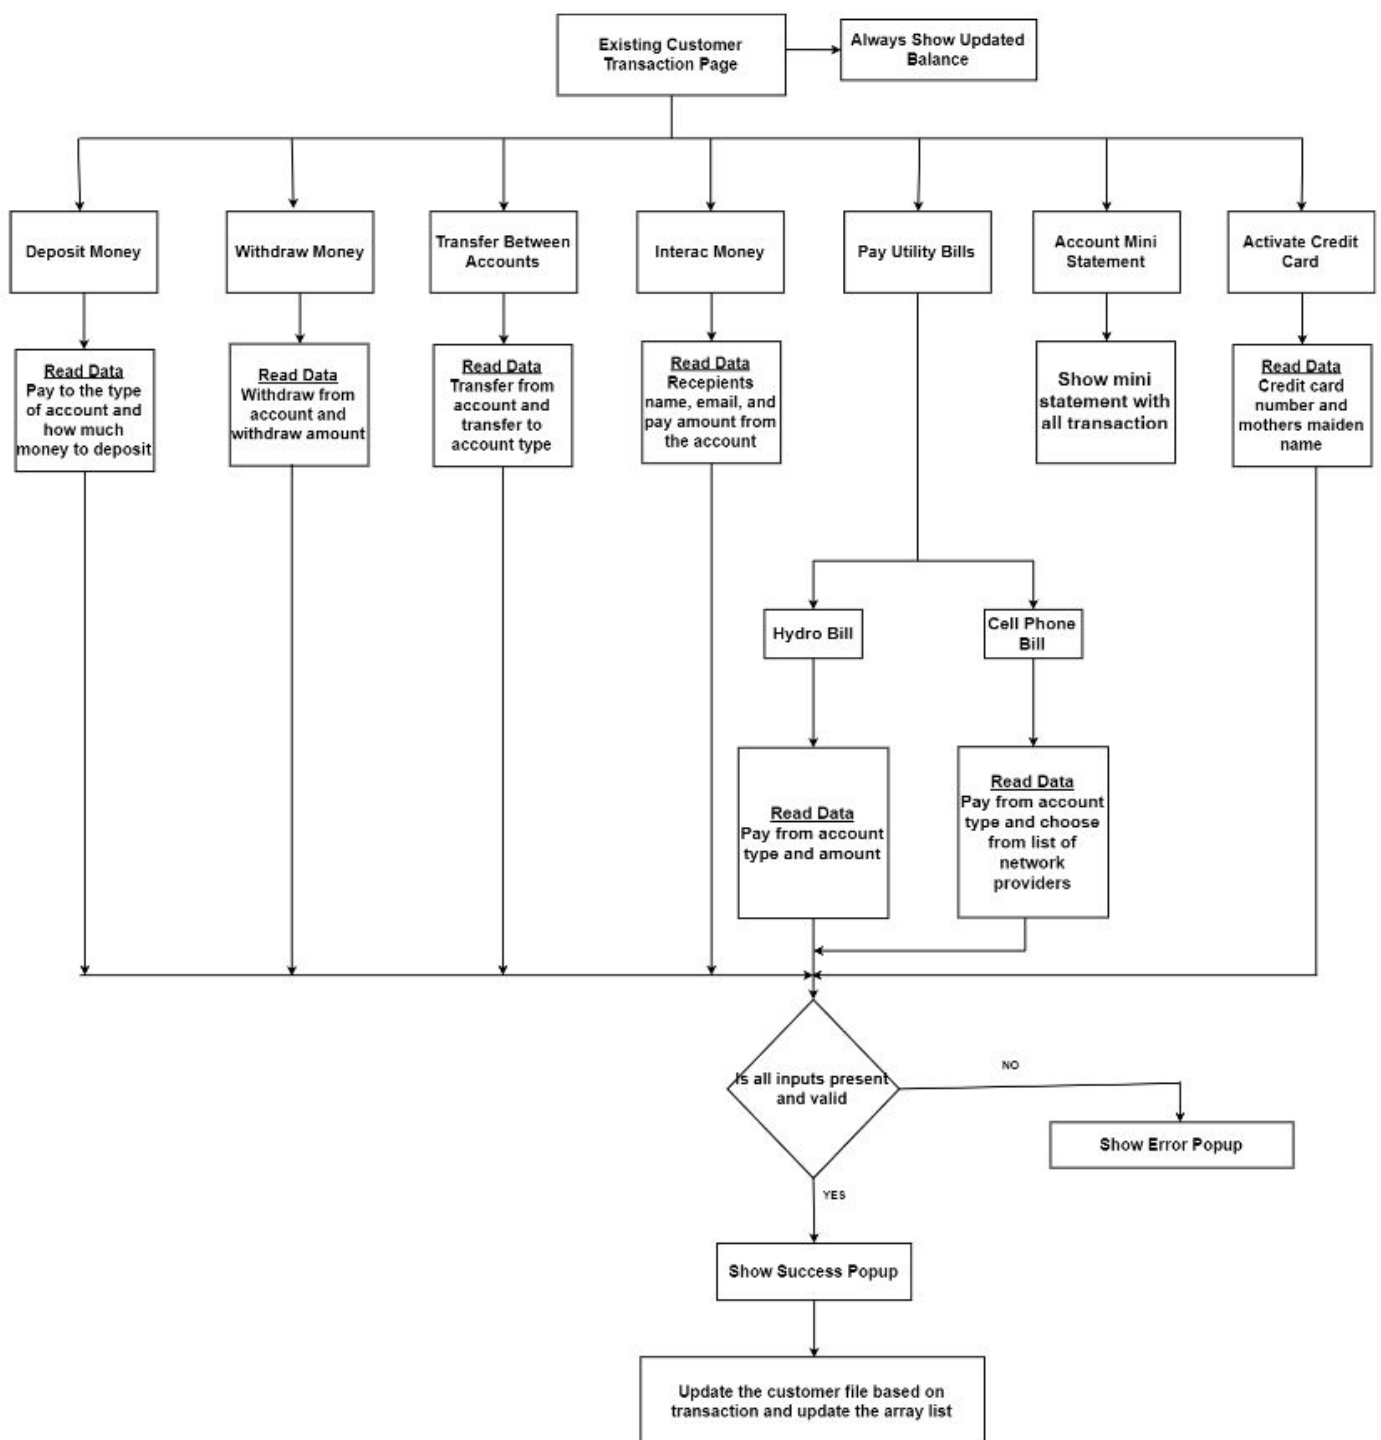 Existing Customer
Transaction Page
Always Show Updated
Balance
Deposit Money
Withdraw Money
Transfer Between
Accounts
Interac Money
Pay Utility Bills
Account Mini
Statement
Activate Credit
Card
Read Data
Pay to the type
of account and
how much
money to deposit
Read Data
Withdraw from
account and
withdraw amount
Read Data
Transfer from
account and
transfer to
account type
Read Data
Recepients
name, email, and
pay amount from
the account
Show mini
statement with
all transaction
Read Data
Credit card
number and
mothers maiden
name
Hydro Bill
Cell Phone
Bill
Read Data
Pay from account
type and amount
Read Data
Pay from account
type and choose
from list of
network
providers
Is all inputs present
and valid
NO
Show Error Popup
YES
Show Success Popup
Update the customer file based on
transaction and update the array list